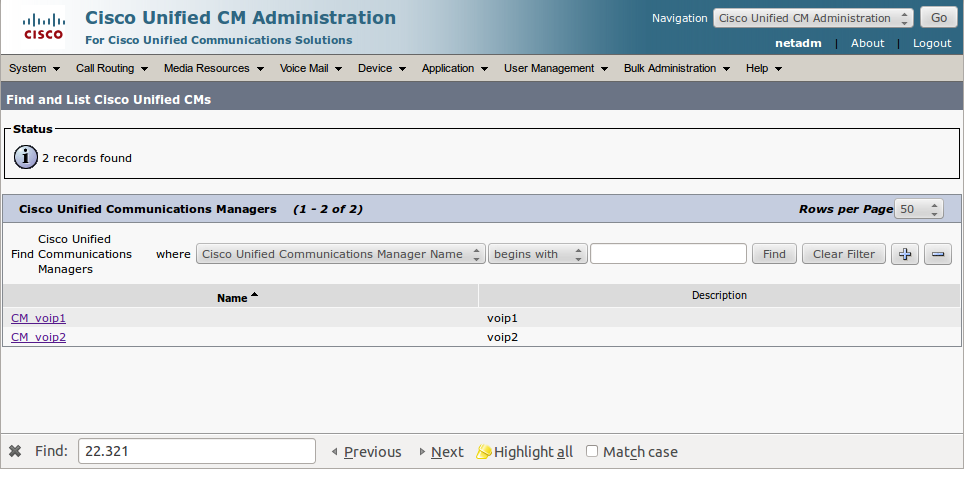 CISCO
Cisco Unified CM Administration
For Cisco Unified Communications Solutions
Navigation Cisco Unified CM Administration Go
netadm | About | Logout
System Call Routing Media Resources Voice Mail Device Application User Management Bulk Administration Help
Find and List Cisco Unified CMs
Status
i 2 records found
Cisco Unified Communications Managers (1 - 2 of 2) Rows per Page 50
Find Cisco Unified Communications Managers where Cisco Unified Communications Manager Name begins with Find Clear Filter
Name Description
CM_voip1 voip1
CM_voip2 voip2
Find: 22.321 Previous Next Highlight all Match case